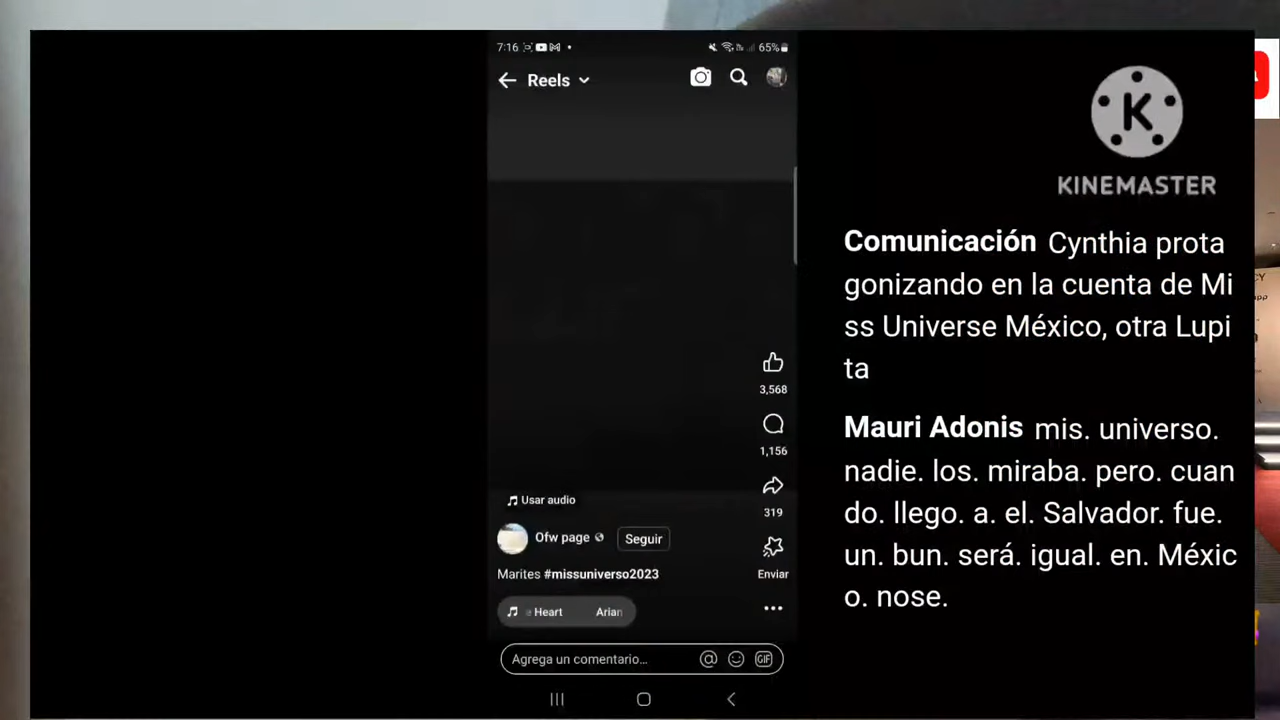 7:16
65%
Reels
KINEMASTER
Comunicación Cynthia prota
gonizando en la cuenta de Mi
ss Universe México, otra Lupi
ta
3,568
Mauri Adonis mis. universo.
nadie. los. miraba. pero. cuan
do. llego. a. el. Salvador. fue.
un. bun. será. igual. en. Méxic
o. nose.
1,156
Usar audio
319
Ofw page
Seguir
Enviar
Marites #missuniverso2023
Heart
Arian
Agrega un comentario...
GIF